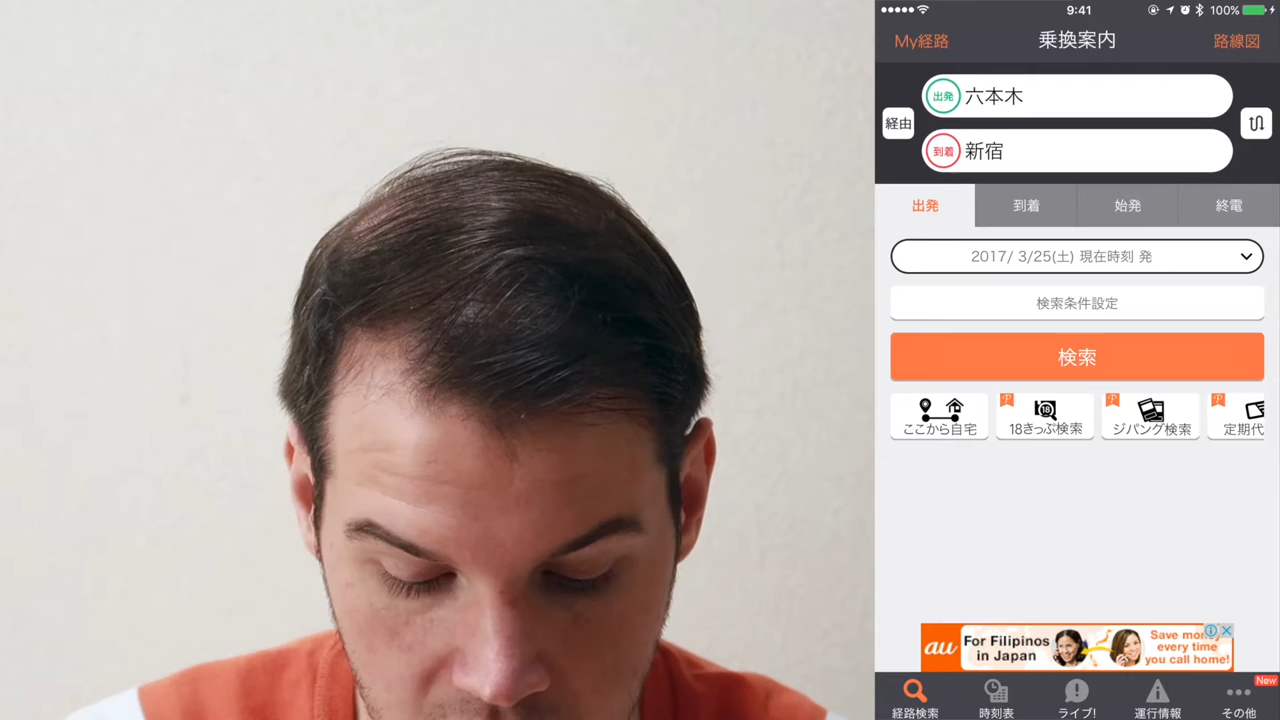 9:41
100%
My経路
乗換案内
路線図
出発 六本木
経由
到着 新宿
出発
到着
始発
終電
2017/ 3/25(土) 現在時刻 発
検索条件設定
検索
ここから自宅
18
18きっぷ検索
ジパング検索
定期代
au
For Filipinos
in Japan
Save
every time
you call home!
New
経路検索
時刻表
ライブ!
運行情報
その他